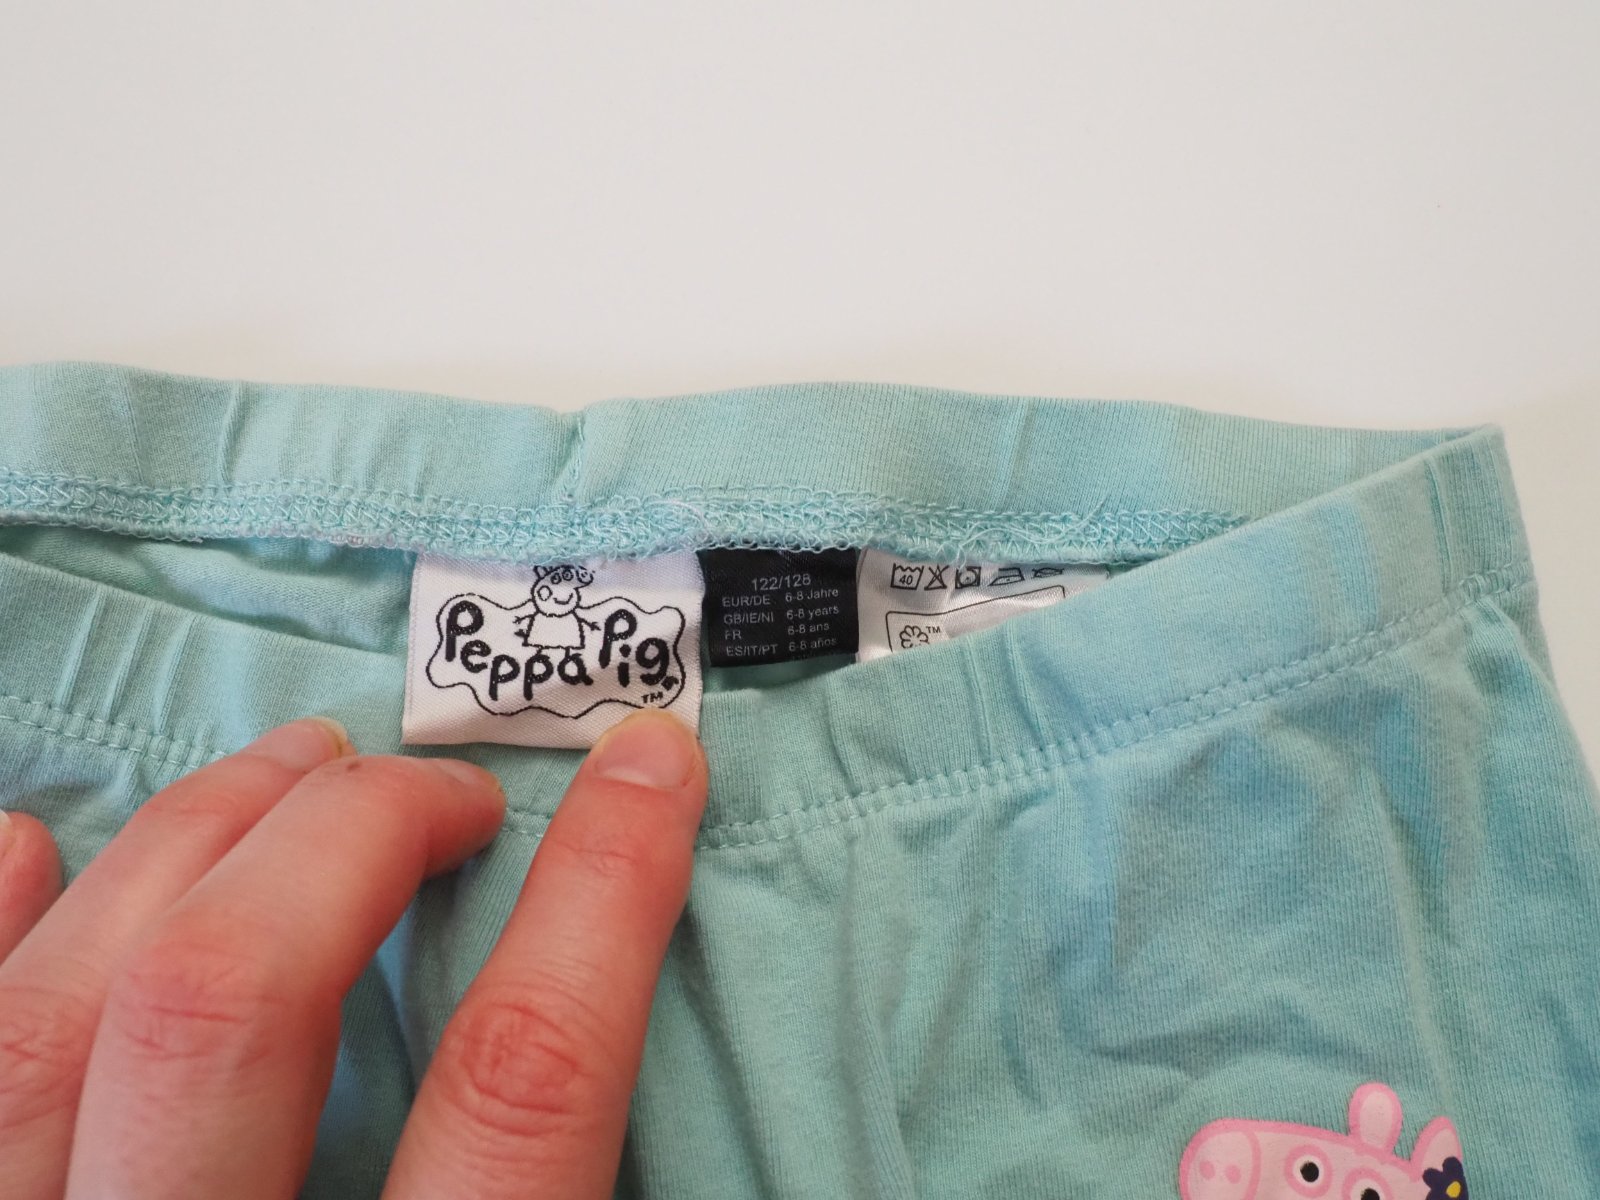 Peppa Pig
TM
122/128
EUR/DE 6-8 Jahre
GB/IE/NI 6-8 years
FR 6-8 ans
ES/IT/PT 6-8 años
40
TM